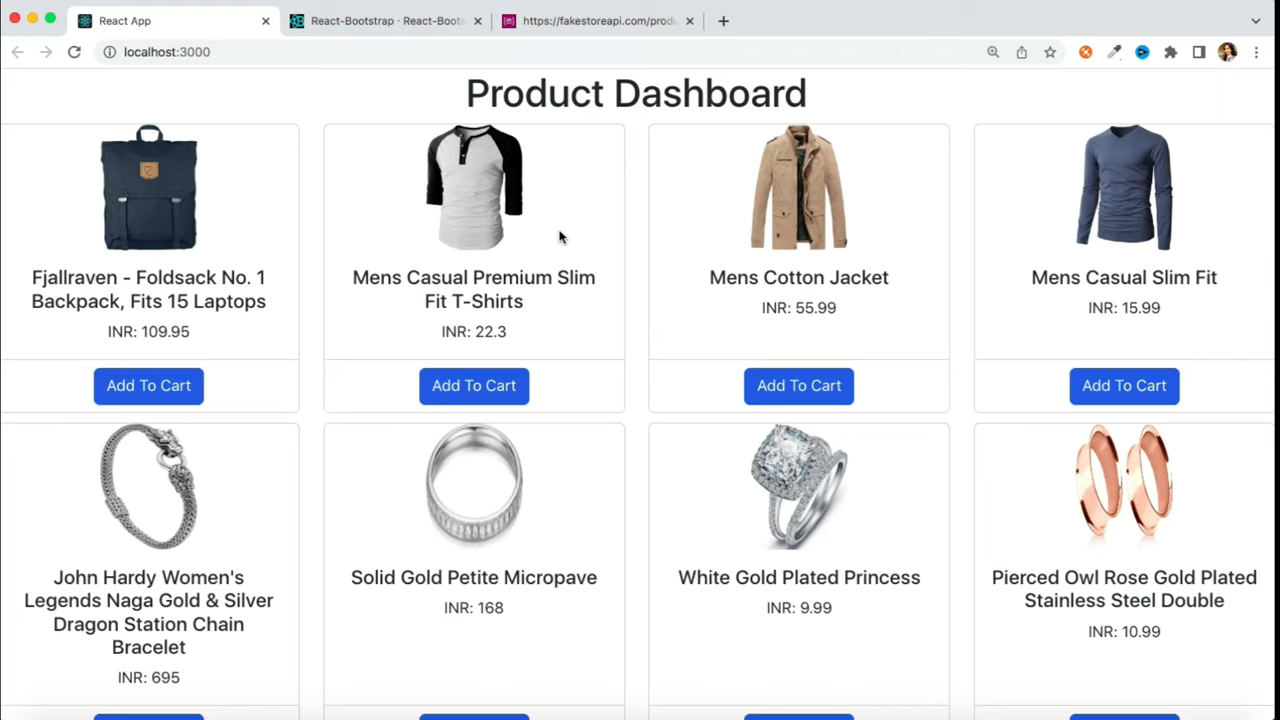 React App
React-Bootstrap · React-Boots
https://fakestoreapi.com/produ
localhost:3000
Product Dashboard
Fjallraven - Foldsack No. 1
Backpack, Fits 15 Laptops
INR: 109.95
Add To Cart
Mens Casual Premium Slim
Fit T-Shirts
INR: 22.3
Add To Cart
Mens Cotton Jacket
INR: 55.99
Add To Cart
Mens Casual Slim Fit
INR: 15.99
Add To Cart
John Hardy Women's
Legends Naga Gold & Silver
Dragon Station Chain
Bracelet
INR: 695
Solid Gold Petite Micropave
INR: 168
White Gold Plated Princess
INR: 9.99
Pierced Owl Rose Gold Plated
Stainless Steel Double
INR: 10.99